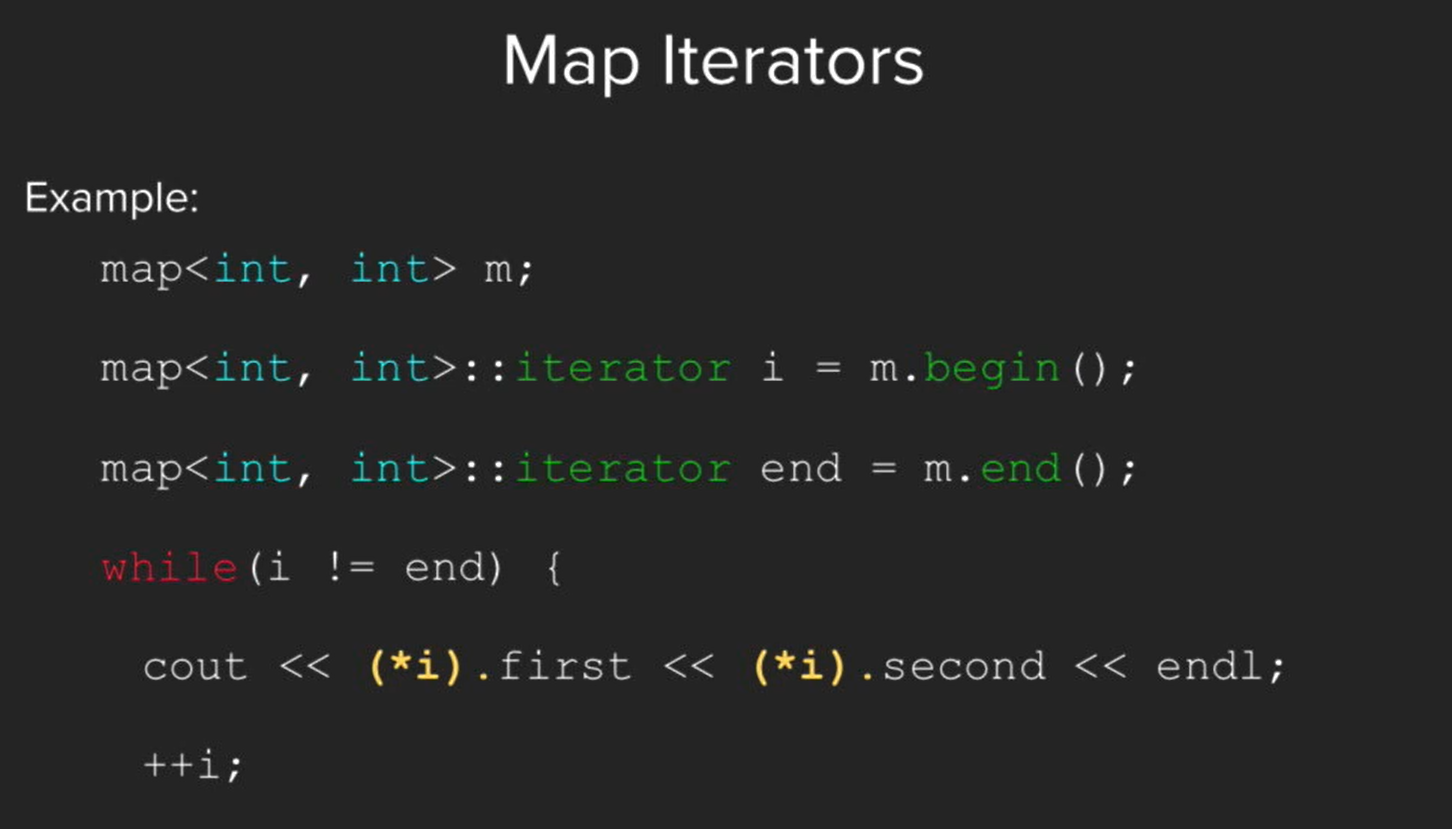 Map Iterators
Example:
map<int, int> m;
map<int, int>::iterator i = m.begin();
map<int, int>::iterator end = m.end();
while(i != end) {
cout << (*i).first << (*i).second << endl;
++i;